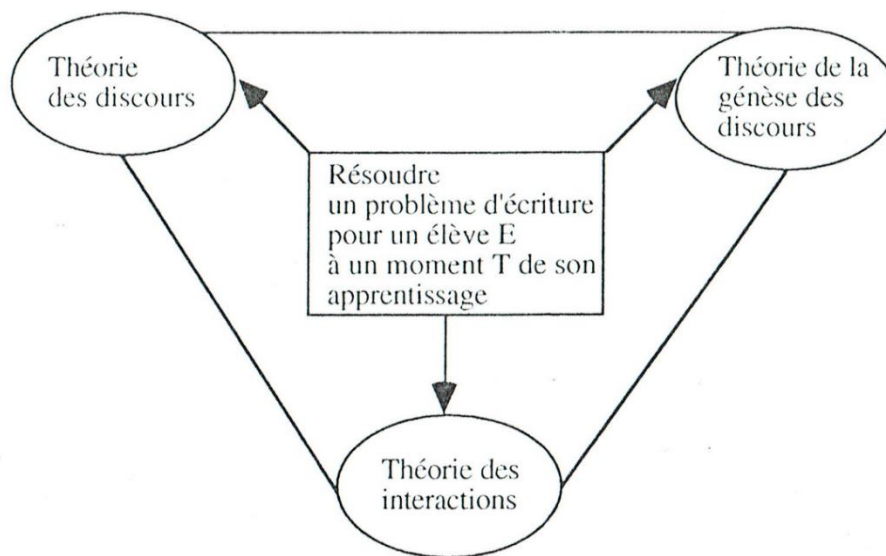 Théorie
des discours
Théorie de la
génèse des
discours
Résoudre
un problème d'écriture
pour un élève E
à un moment T de son
apprentissage
Théorie des
interactions